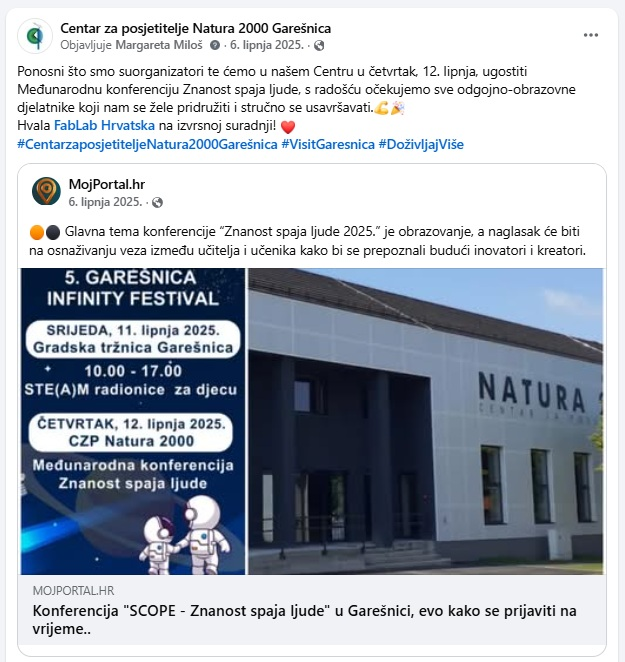 Centar za posjetitelje Natura 2000 Garešnica
Objavljuje Margareta Miloš · 6. lipnja 2025. ·
Ponosni što smo suorganizatori te ćemo u našem Centru u četvrtak, 12. lipnja, ugostiti
Međunarodnu konferenciju Znanost spaja ljude, s radošću očekujemo sve odgojno-obrazovne
djelatnike koji nam se žele pridružiti i stručno se usavršavati.💪🎉
Hvala FabLab Hrvatska na izvrsnoj suradnji! ❤️
#CentarzaposjetiteljeNatura2000Garešnica #VisitGaresnica #DoživljajViše
MojPortal.hr
6. lipnja 2025. ·
🟠⚫ Glavna tema konferencije “Znanost spaja ljude 2025.” je obrazovanje, a naglasak će biti
na osnaživanju veza između učitelja i učenika kako bi se prepoznali budući inovatori i kreatori.
5. GAREŠNICA
INFINITY FESTIVAL
SRIJEDA, 11. lipnja 2025.
Gradska tržnica Garešnica
10.00 - 17.00
STE(A)M radionice za djecu
ČETVRTAK, 12. lipnja 2025.
CZP Natura 2000
Međunarodna konferencija
Znanost spaja ljude
NATURA 2
CENTAR ZA
MOJPORTAL.HR
Konferencija "SCOPE - Znanost spaja ljude" u Garešnici, evo kako se prijaviti na
vrijeme..